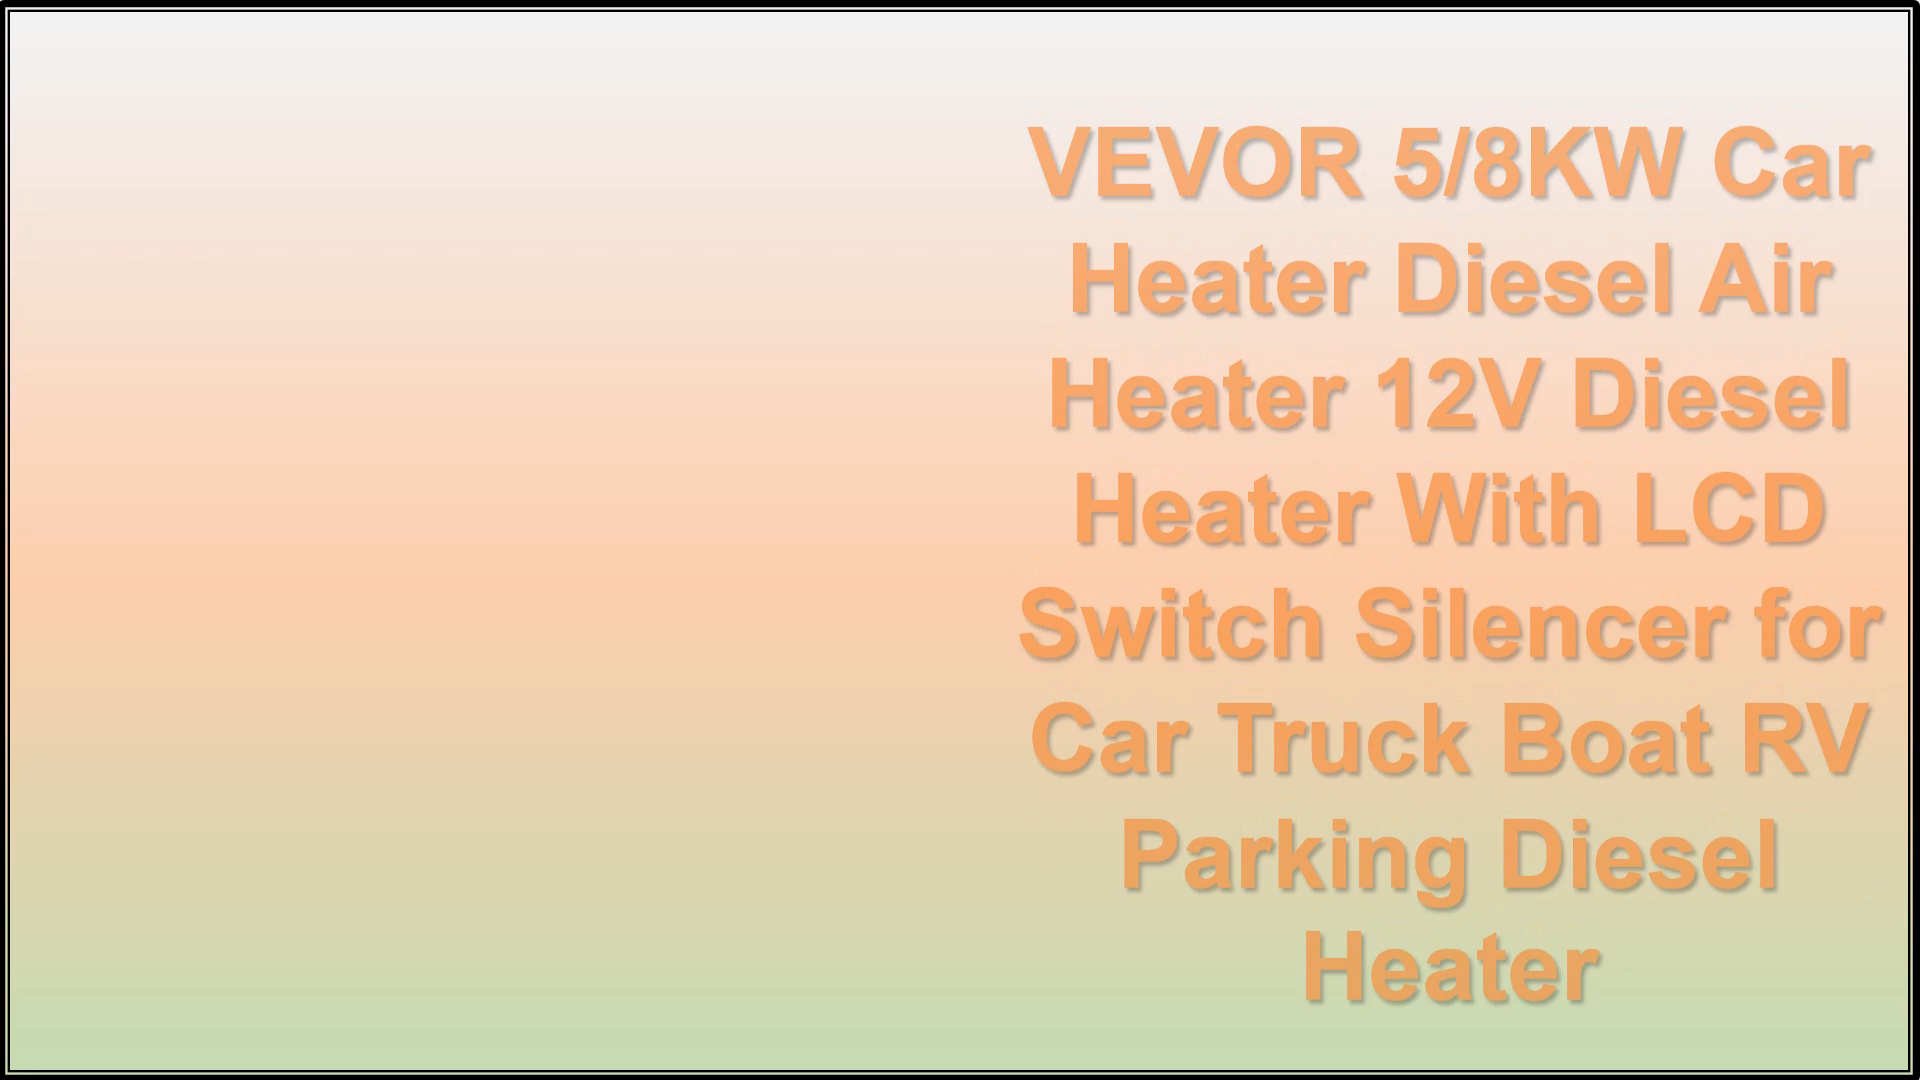 VEVOR 5/8KW Car
Heater Diesel Air
Heater 12V Diesel
Heater With LCD
Switch Silencer for
Car Truck Boat RV
Parking Diesel
Heater